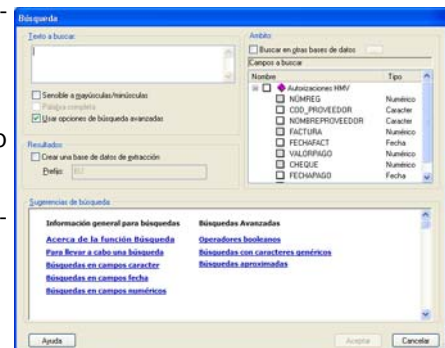 Búsqueda
Texto a buscar
Sensible a mayúsculas/minúsculas
Palabra completa
Usar opciones de búsqueda avanzadas
Resultados
Crear una base de datos de extracción
Prefijo:
Ámbito
Buscar en otras bases de datos
Campos a buscar
Nombre Tipo
Autorizaciones HMV
NÚMREG Numérico
COD_PROVEEDOR Caracter
NOMBREPROVEEDOR Caracter
FACTURA Numérico
FECHAFACT Fecha
VALORPAGO Numérico
CHEQUE Numérico
FECHAPAGO Fecha
Sugerencias de búsqueda
Información general para búsquedas
Acerca de la función Búsqueda
Para llevar a cabo una búsqueda
Búsquedas en campos caracter
Búsquedas en campos fecha
Búsquedas en campos numéricos
Búsquedas Avanzadas
Operadores booleanos
Búsquedas con caracteres genéricos
Búsquedas aproximadas
Ayuda
Aceptar
Cancelar